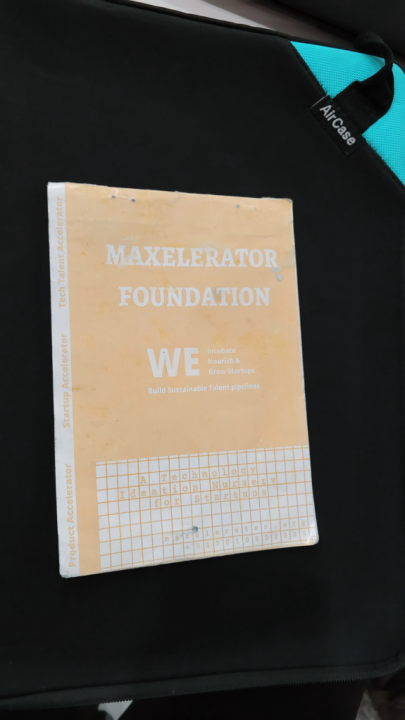 AirCase
MAXELERATOR
FOUNDATION
WE
Incubate
Nourish &
Grow Startups
Build Sustainable Talent pipelines
Tech Talent Accelerator
Startup Accelerator
Product Accelerator
A Technology
Ideation Nursery
for Startups